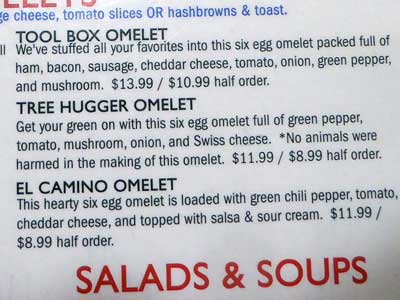 ge cheese, tomato slices OR hashbrowns & toast.
TOOL BOX OMELET
ll We've stuffed all your favorites into this six egg omelet packed full of
ham, bacon, sausage, cheddar cheese, tomato, onion, green pepper,
and mushroom. $13.99 / $10.99 half order.
TREE HUGGER OMELET
Get your green on with this six egg omelet full of green pepper,
tomato, mushroom, onion, and Swiss cheese. *No animals were
harmed in the making of this omelet. $11.99 / $8.99 half order.
EL CAMINO OMELET
This hearty six egg omelet is loaded with green chili pepper, tomato,
cheddar cheese, and topped with salsa & sour cream. $11.99 /
$8.99 half order.
SALADS & SOUPS